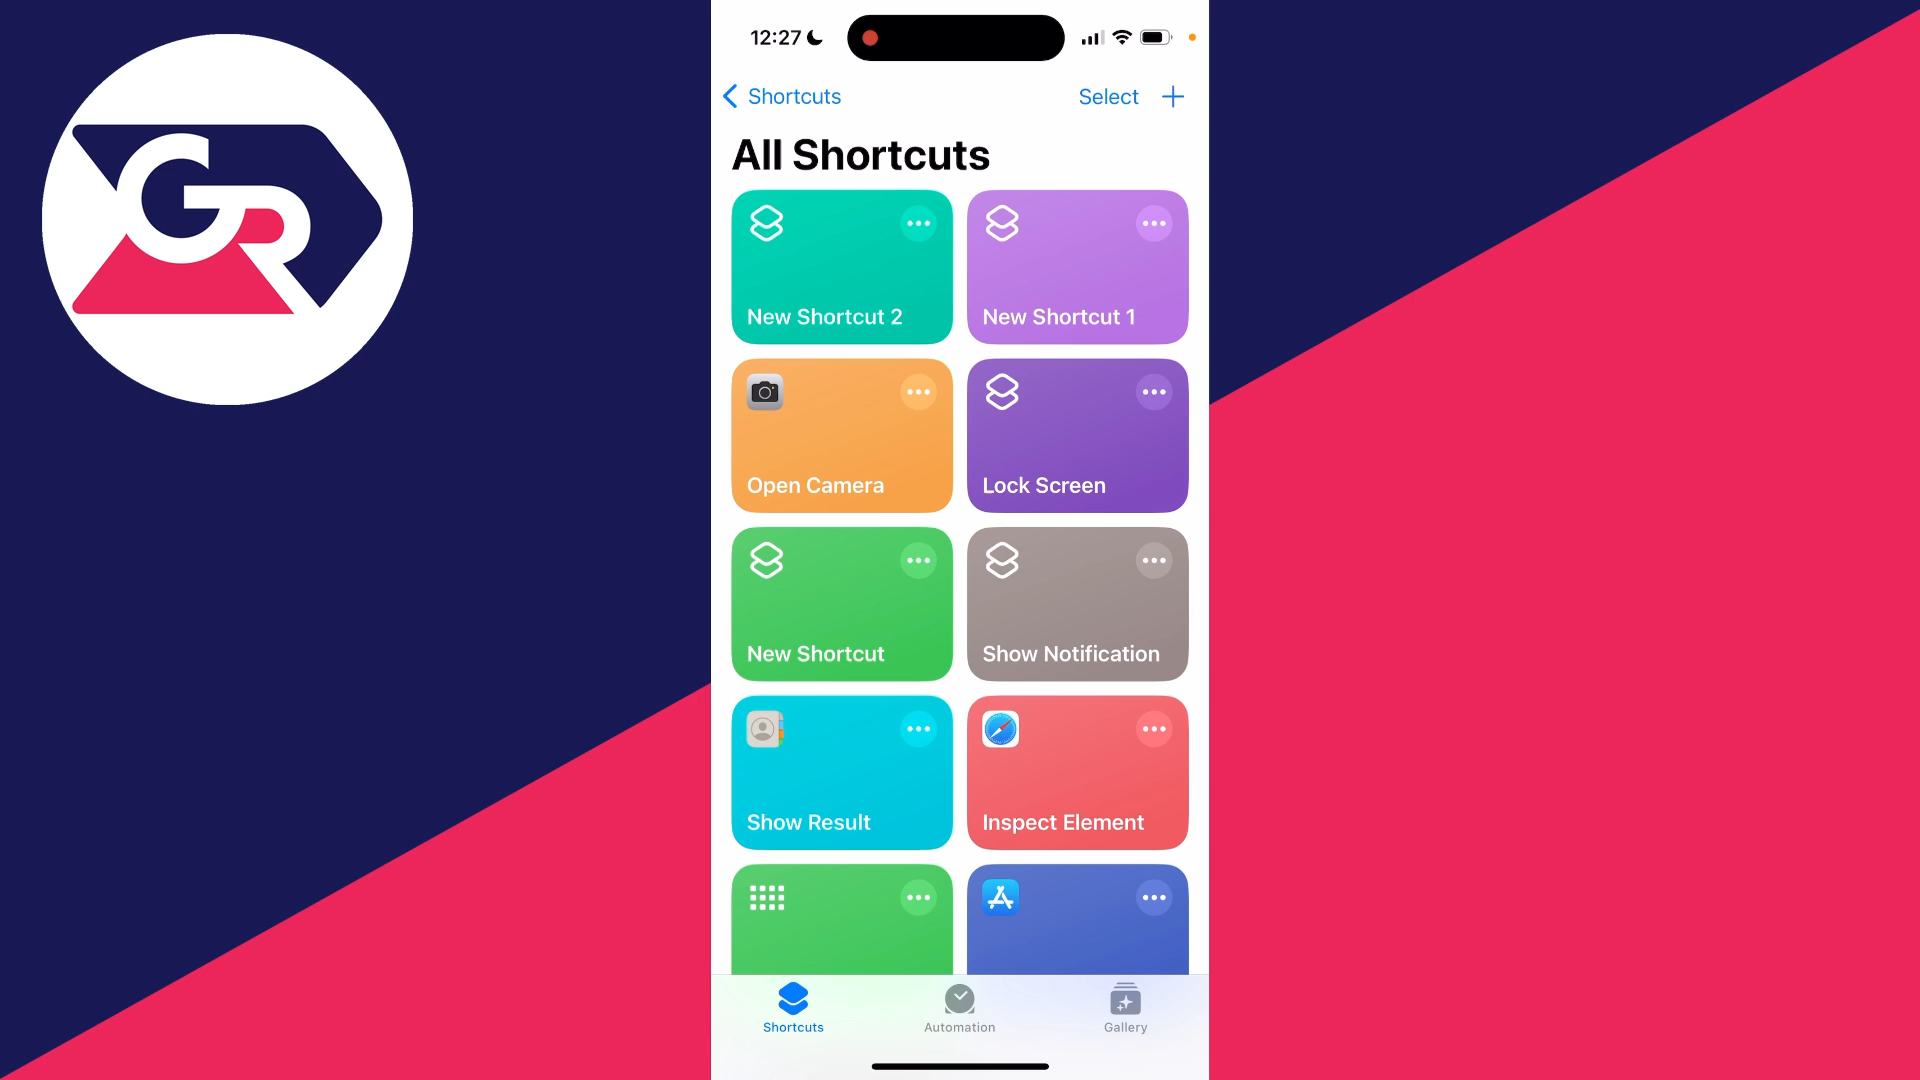 GR
12:27
Shortcuts
Select
All Shortcuts
New Shortcut 2
New Shortcut 1
Open Camera
Lock Screen
New Shortcut
Show Notification
Show Result
Inspect Element
Shortcuts
Automation
Gallery